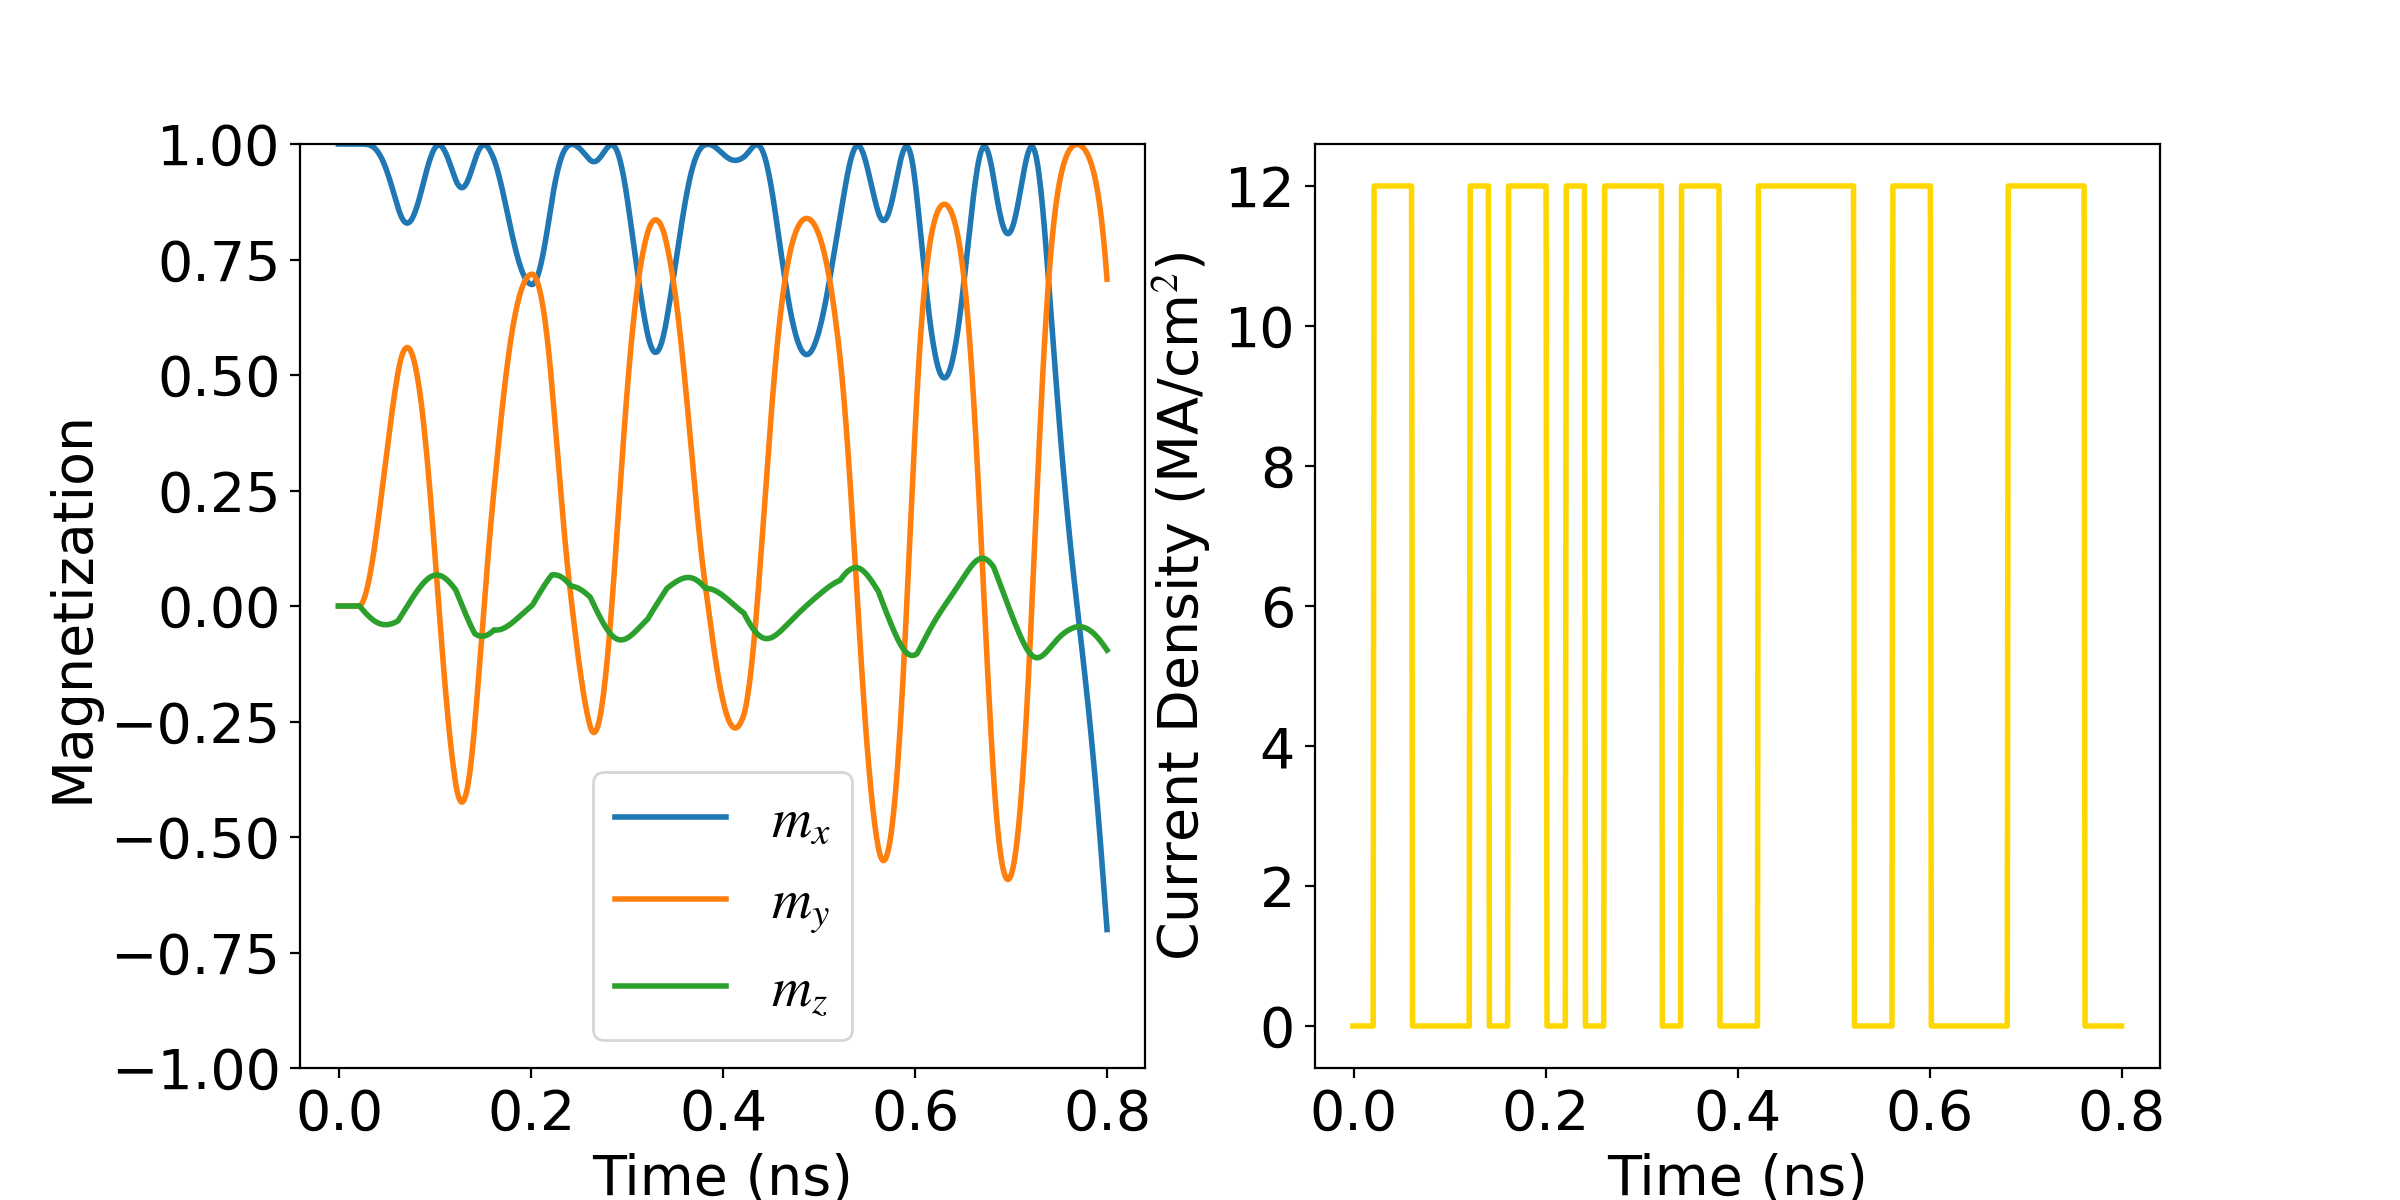 1.00
0.75
0.50
0.25
0.00
−0.25
−0.50
−0.75
−1.00
Magnetization
0.0 0.2 0.4 0.6 0.8
Time (ns)
m_x
m_y
m_z
12
10
8
6
4
2
0
Current Density (MA/cm²)
0.0 0.2 0.4 0.6 0.8
Time (ns)